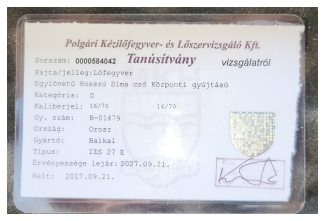 Polgári Kézilőfegyver- és Lőszervizsgáló Kft.
Sorszám: 0000584042 Tanúsítvány vizsgálatról
Fajta/jelleg: Lőfegyver
Egylövetű Hosszú Sima cső Központi gyújtású
Kategória: D
Kaliberjel: 16/70 16/70
Gy. szám: B-01479
Ország: Orosz
Gyártó: Baikal
Típus: IZS 27 E
Érvényessége lejár: 2027.09.21.
Kelt: 2017.09.21.